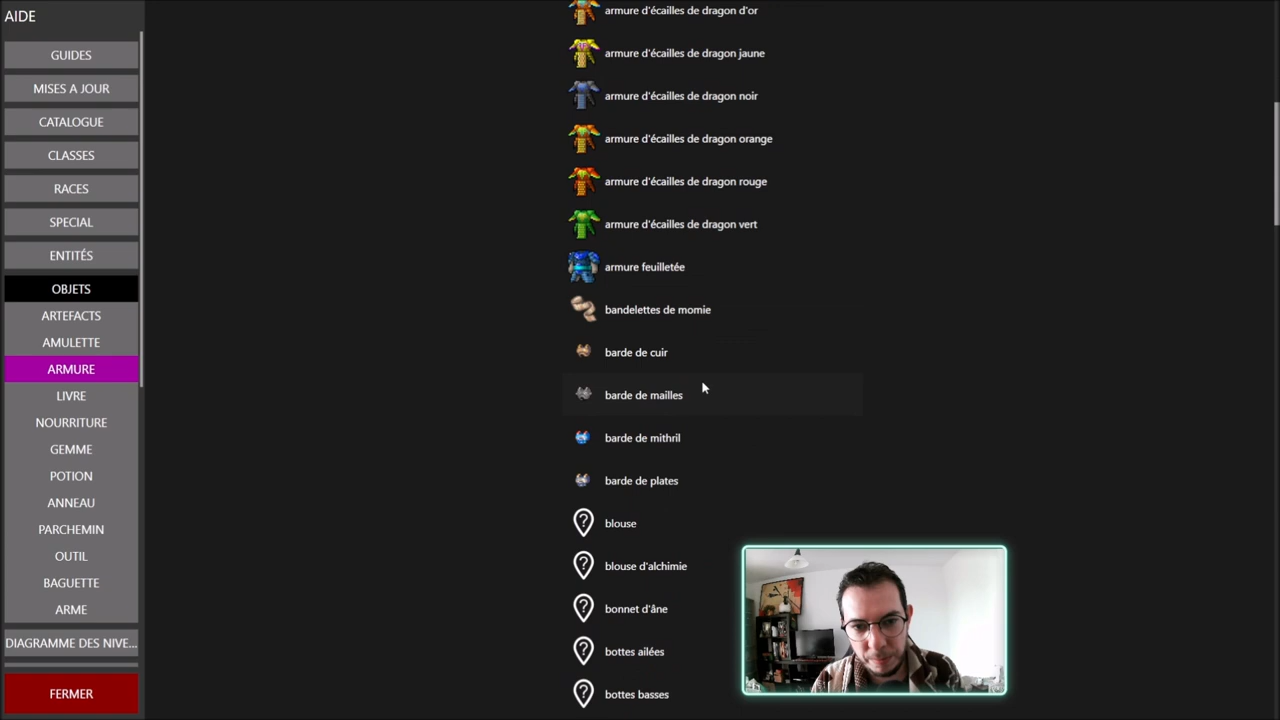 AIDE
GUIDES
MISES A JOUR
CATALOGUE
CLASSES
RACES
SPECIAL
ENTITÉS
OBJETS
ARTEFACTS
AMULETTE
ARMURE
LIVRE
NOURRITURE
GEMME
POTION
ANNEAU
PARCHEMIN
OUTIL
BAGUETTE
ARME
DIAGRAMME DES NIVE...
FERMER
armure d'écailles de dragon d'or
armure d'écailles de dragon jaune
armure d'écailles de dragon noir
armure d'écailles de dragon orange
armure d'écailles de dragon rouge
armure d'écailles de dragon vert
armure feuilletée
bandelettes de momie
barde de cuir
barde de mailles
barde de mithril
barde de plates
blouse
blouse d'alchimie
bonnet d'âne
bottes ailées
bottes basses